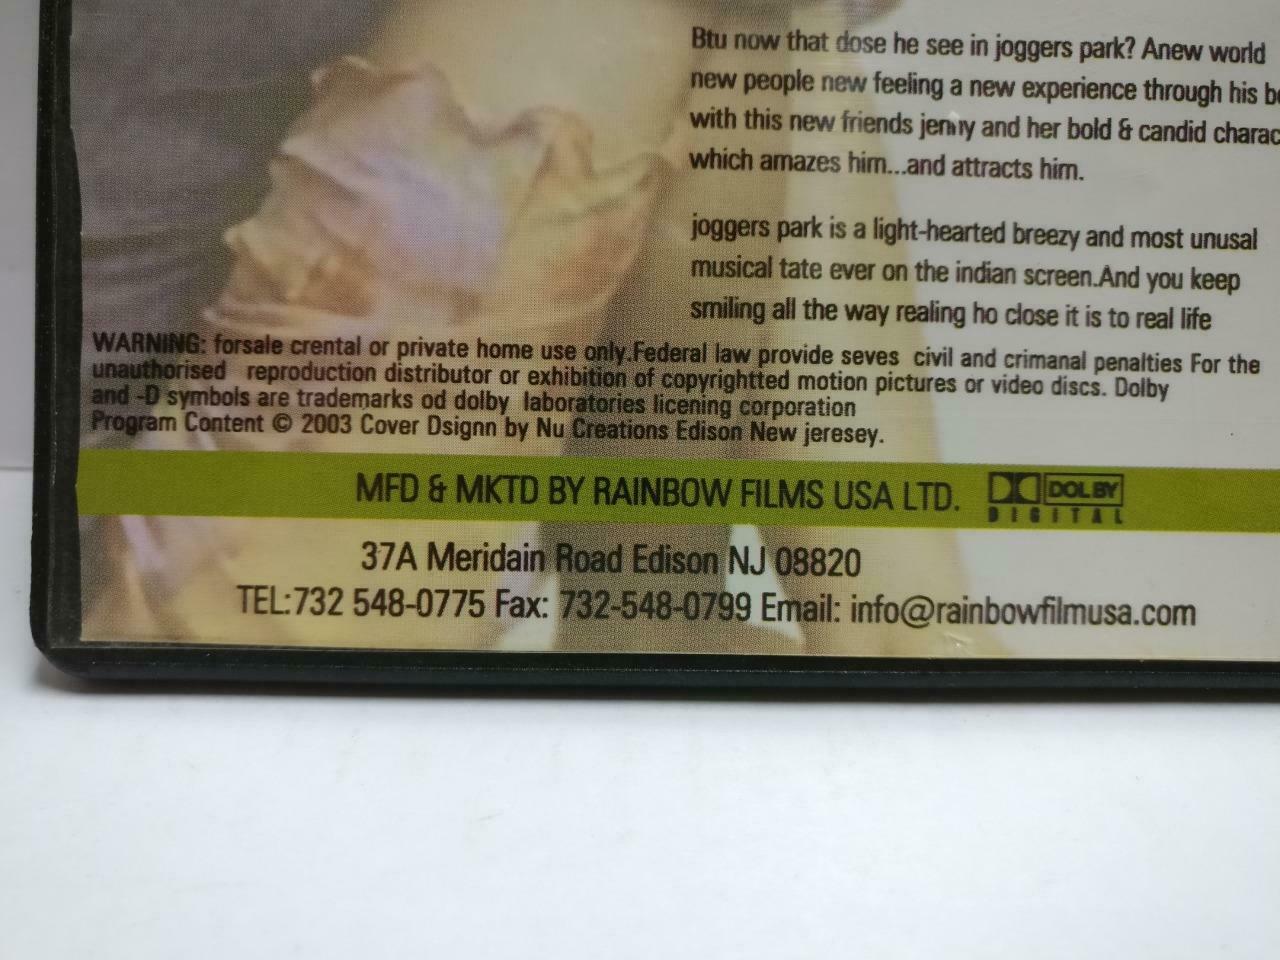 Btu now that dose he see in joggers park? Anew world
new people new feeling a new experience through his
with this new friends jenny and her bold & candid
which amazes him...and attracts him.
joggers park is a light-hearted breezy and most unusal
musical tate ever on the indian screen.And you keep
smiling all the way realing ho close it is to real life
WARNING: forsale crental or private home use only.Federal law provide seves civil and crimanal penalties For the
unauthorised reproduction distributor or exhibition of copyrightted motion pictures or video discs. Dolby
and -D symbols are trademarks od dolby laboratories licening corporation
Program Content © 2003 Cover Dsignn by Nu Creations Edison New jeresey.
MFD & MKTD BY RAINBOW FILMS USA LTD. DOLBY
DIGITAL
37A Meridain Road Edison NJ 08820
TEL:732 548-0775 Fax: 732-548-0799 Email: info@rainbowfilmusa.com